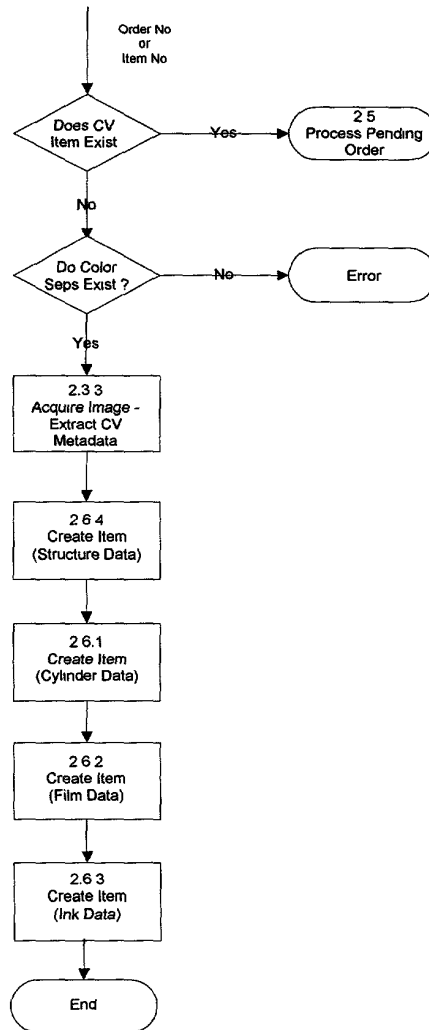 Order No
or
Item No
Does CV
Item Exist
Yes
2 5
Process Pending
Order
No
Do Color
Seps Exist ?
No
Error
Yes
2.3 3
Acquire Image -
Extract CV
Metadata
2 6 4
Create Item
(Structure Data)
2 6.1
Create Item
(Cylinder Data)
2 6 2
Create Item
(Film Data)
2.6 3
Create Item
(Ink Data)
End